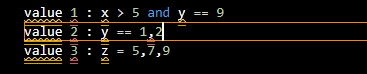 value 1 : x > 5 and y == 9
value 2 : y == 1,2
value 3 : z = 5,7,9